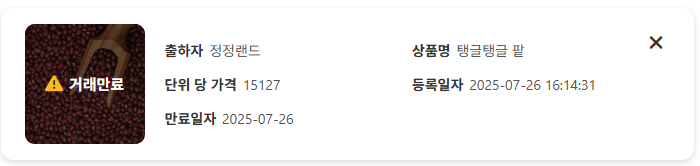 출하자 정정랜드 상품명 탱글탱글 팥
⚠ 거래만료 단위 당 가격 15127 등록일자 2025-07-26 16:14:31
만료일자 2025-07-26